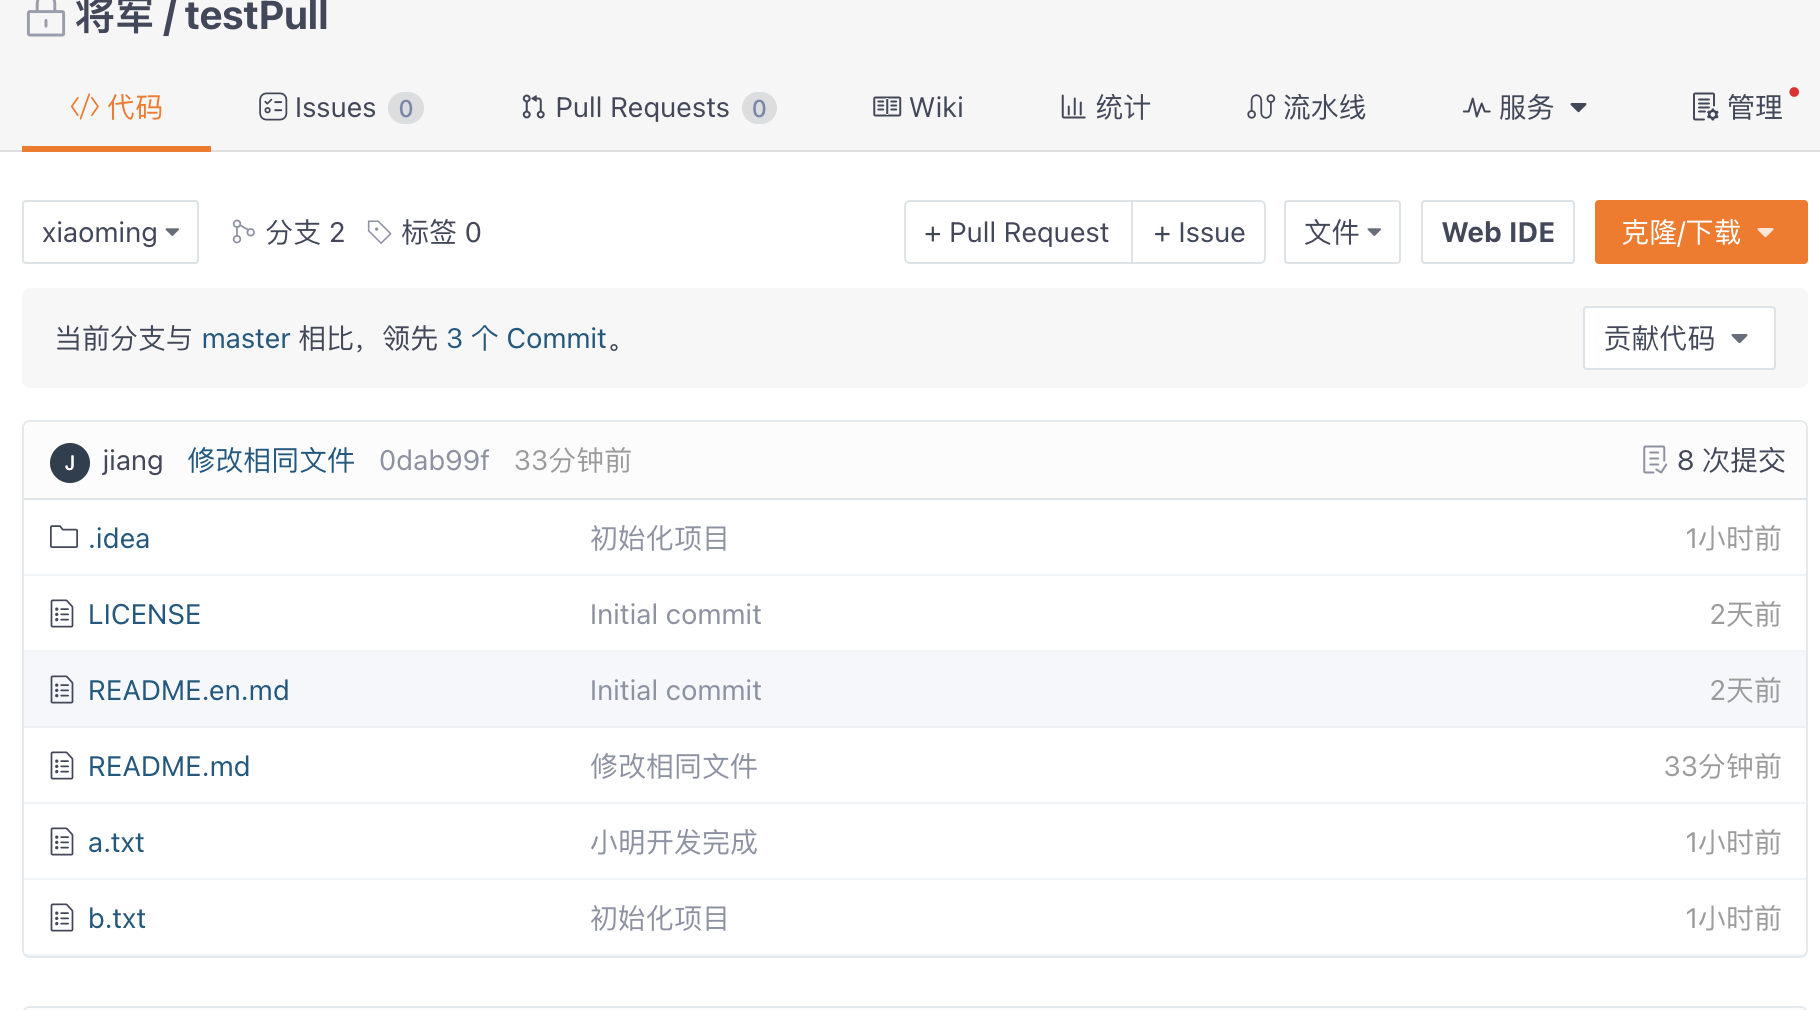 将军 / testPull
代码 Issues 0 Pull Requests 0 Wiki 统计 流水线 服务 管理
xiaoming 分支 2 标签 0 + Pull Request + Issue 文件 Web IDE 克隆/下载
当前分支与 master 相比，领先 3 个 Commit。 贡献代码
J jiang 修改相同文件 0dab99f 33分钟前 8 次提交
.idea 初始化项目 1小时前
LICENSE Initial commit 2天前
README.en.md Initial commit 2天前
README.md 修改相同文件 33分钟前
a.txt 小明开发完成 1小时前
b.txt 初始化项目 1小时前